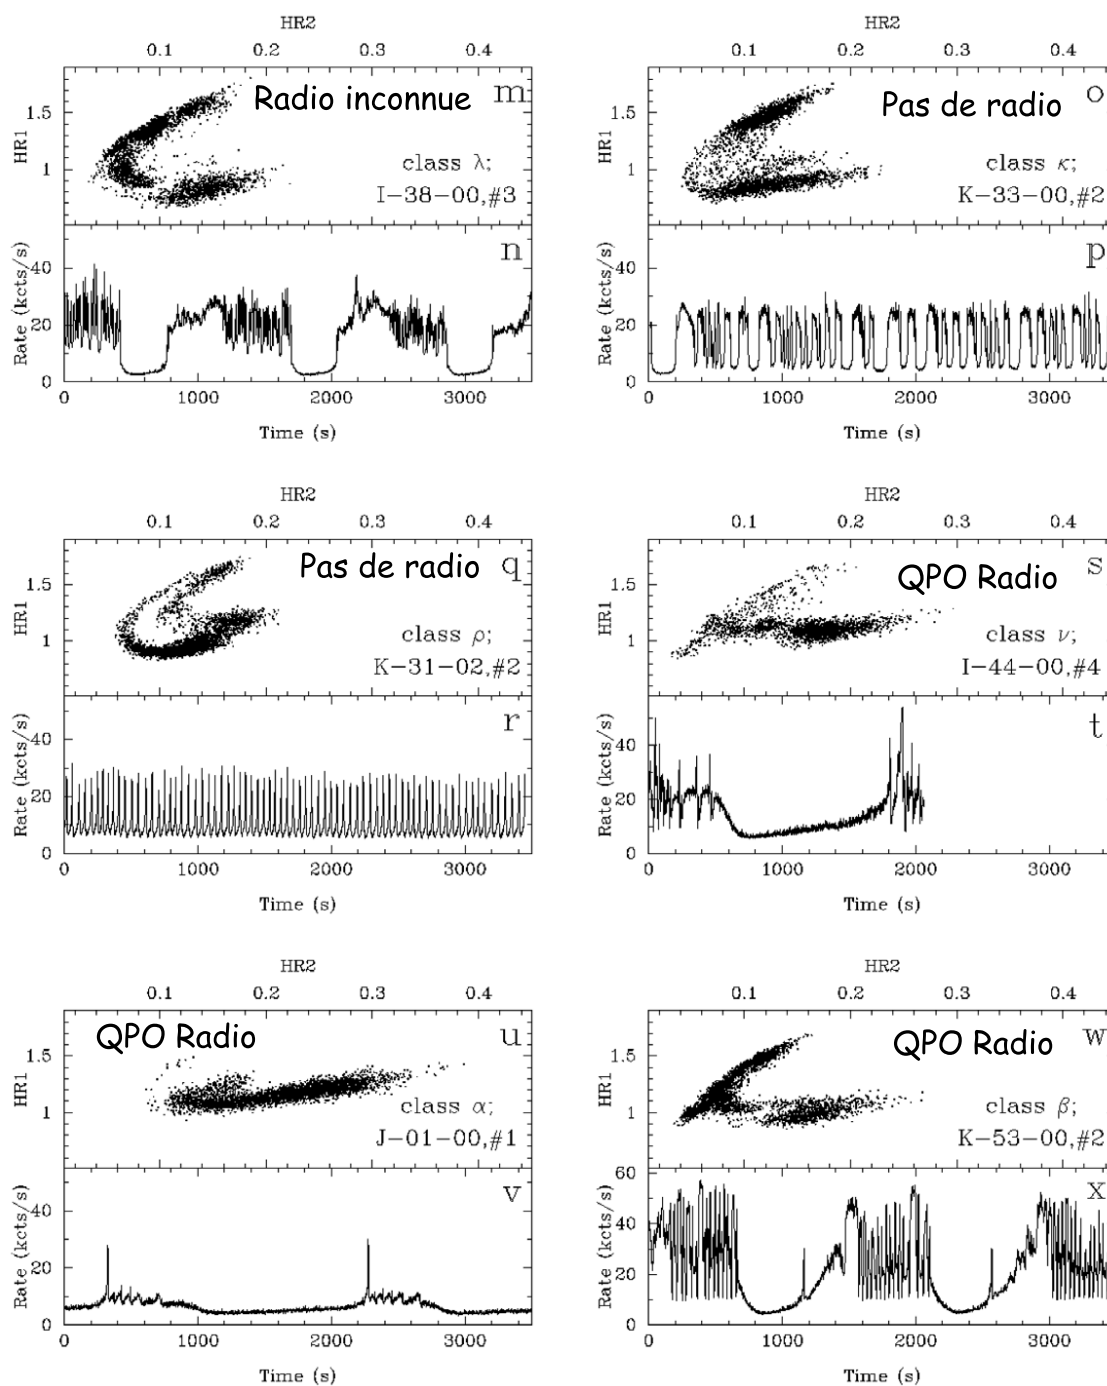 HR2
0.1 0.2 0.3 0.4
HR1
1.5
1
Radio inconnue
m
class λ;
I-38-00,#3
Rate (kcts/s)
40
20
0
n
0 1000 2000 3000
Time (s)
HR2
0.1 0.2 0.3 0.4
HR1
1.5
1
Pas de radio
o
class κ;
K-33-00,#2
Rate (kcts/s)
40
20
0
p
0 1000 2000 3000
Time (s)
HR2
0.1 0.2 0.3 0.4
HR1
1.5
1
Pas de radio
q
class ρ;
K-31-02,#2
Rate (kcts/s)
40
20
0
r
0 1000 2000 3000
Time (s)
HR2
0.1 0.2 0.3 0.4
HR1
1.5
1
QPO Radio
s
class ν;
I-44-00,#4
Rate (kcts/s)
40
20
0
t
0 1000 2000 3000
Time (s)
HR2
0.1 0.2 0.3 0.4
HR1
1.5
1
QPO Radio
u
class α;
J-01-00,#1
Rate (kcts/s)
40
20
0
v
0 1000 2000 3000
Time (s)
HR2
0.1 0.2 0.3 0.4
HR1
1.5
1
QPO Radio
w
class β;
K-53-00,#2
Rate (kcts/s)
60
40
20
0
x
0 1000 2000 3000
Time (s)